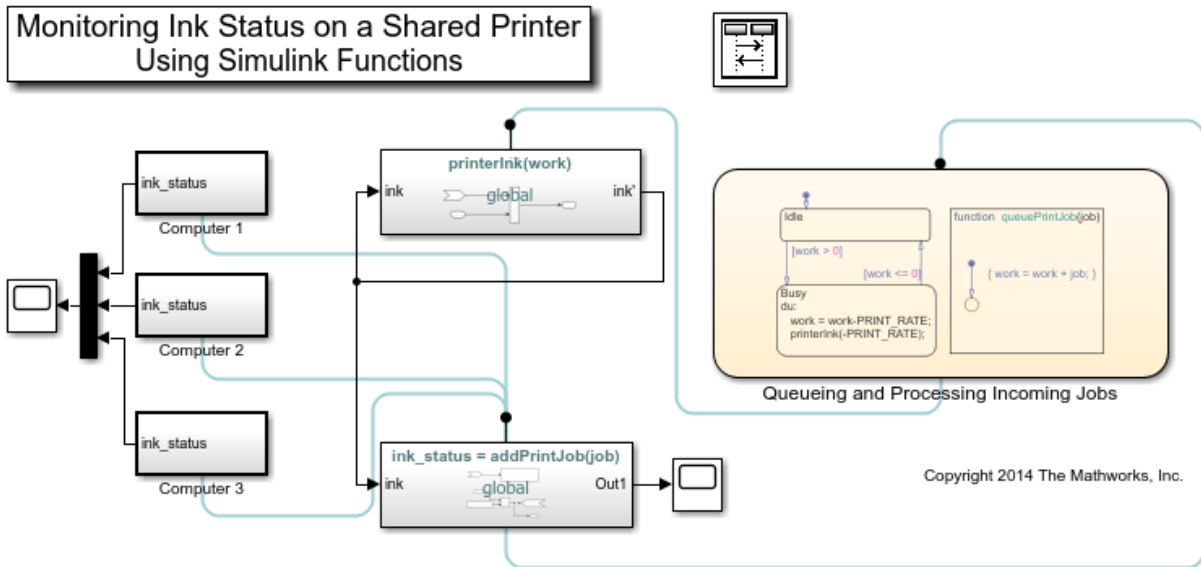 Monitoring Ink Status on a Shared Printer
Using Simulink Functions
ink_status
Computer 1
ink_status
Computer 2
ink_status
Computer 3
printerInk(work)
ink
global
ink'
ink_status = addPrintJob(job)
ink
global
Out1
Idle
[work > 0]
[work <= 0]
Busy
du:
work = work-PRINT_RATE;
printerInk(-PRINT_RATE);
function queuePrintJob(job)
{ work = work + job; }
Queueing and Processing Incoming Jobs
Copyright 2014 The Mathworks, Inc.